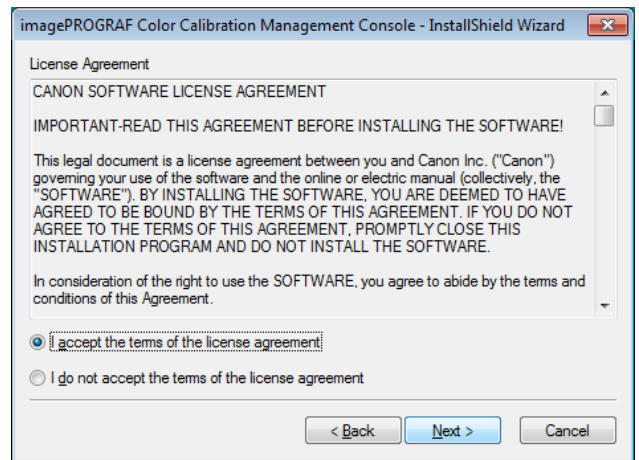 imagePROGRAF Color Calibration Management Console - InstallShield Wizard
License Agreement
CANON SOFTWARE LICENSE AGREEMENT
IMPORTANT-READ THIS AGREEMENT BEFORE INSTALLING THE SOFTWARE!
This legal document is a license agreement between you and Canon Inc. ("Canon")
governing your use of the software and the online or electric manual (collectively, the
"SOFTWARE"). BY INSTALLING THE SOFTWARE, YOU ARE DEEMED TO HAVE
AGREED TO BE BOUND BY THE TERMS OF THIS AGREEMENT. IF YOU DO NOT
AGREE TO THE TERMS OF THIS AGREEMENT, PROMPTLY CLOSE THIS
INSTALLATION PROGRAM AND DO NOT INSTALL THE SOFTWARE.
In consideration of the right to use the SOFTWARE, you agree to abide by the terms and
conditions of this Agreement.
I accept the terms of the license agreement
I do not accept the terms of the license agreement
< Back Next > Cancel